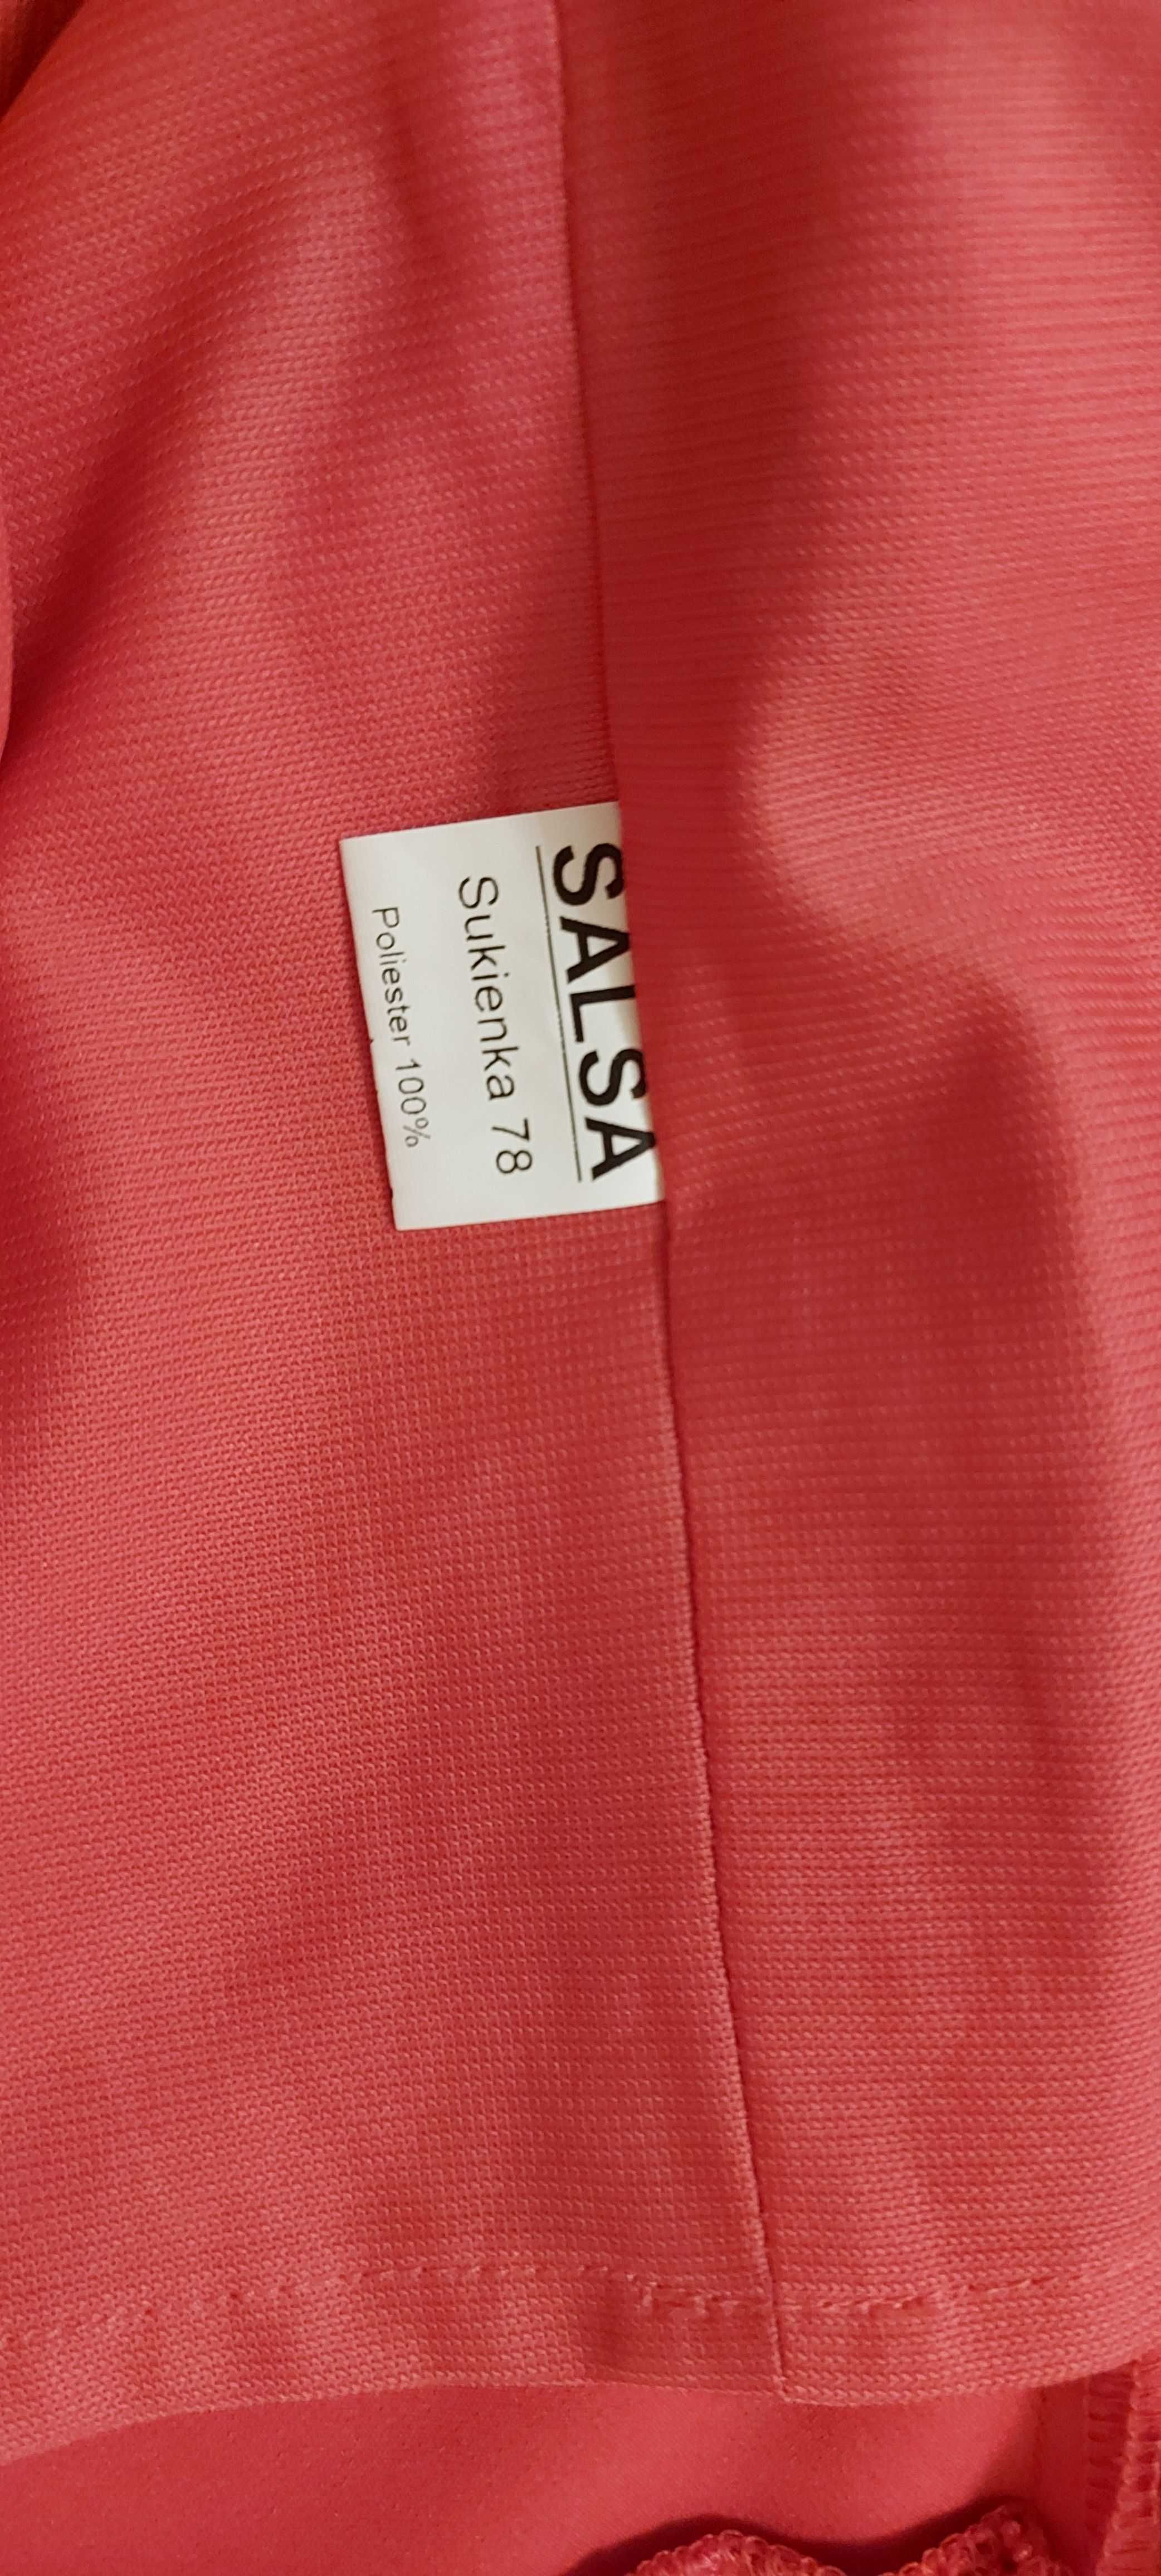 SALSA
Sukienka 78
Poliester 100%